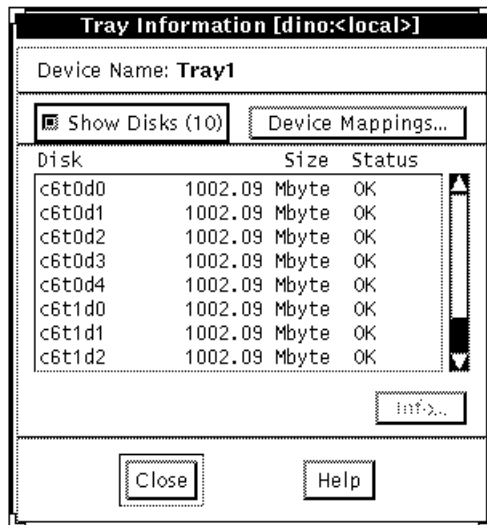 Tray Information [dino:<local>]
Device Name: Tray1
Show Disks (10) Device Mappings...
Disk Size Status
c6t0d0 1002.09 Mbyte OK
c6t0d1 1002.09 Mbyte OK
c6t0d2 1002.09 Mbyte OK
c6t0d3 1002.09 Mbyte OK
c6t0d4 1002.09 Mbyte OK
c6t1d0 1002.09 Mbyte OK
c6t1d1 1002.09 Mbyte OK
c6t1d2 1002.09 Mbyte OK
Info...
Close Help